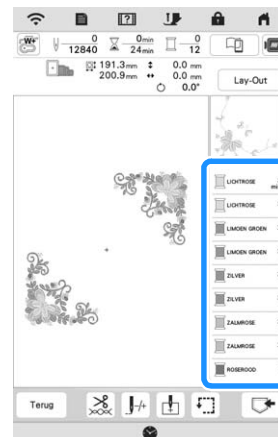 W+
0
12840
0min
24min
0
12
191.3mm
0.0 mm
200.9mm
0.0 mm
0.0°
Lay-Out
LICHTROSE
LICHTROSE
LIMOEN GROEN
LIMOEN GROEN
ZILVER
ZILVER
ZALMROSE
ZALMROSE
ROSEROOD
Terug
-/+